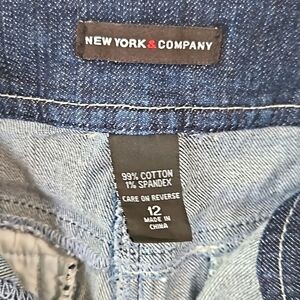 NEW YORK & COMPANY
99% COTTON
1% SPANDEX
CARE ON REVERSE
12
MADE IN
CHINA